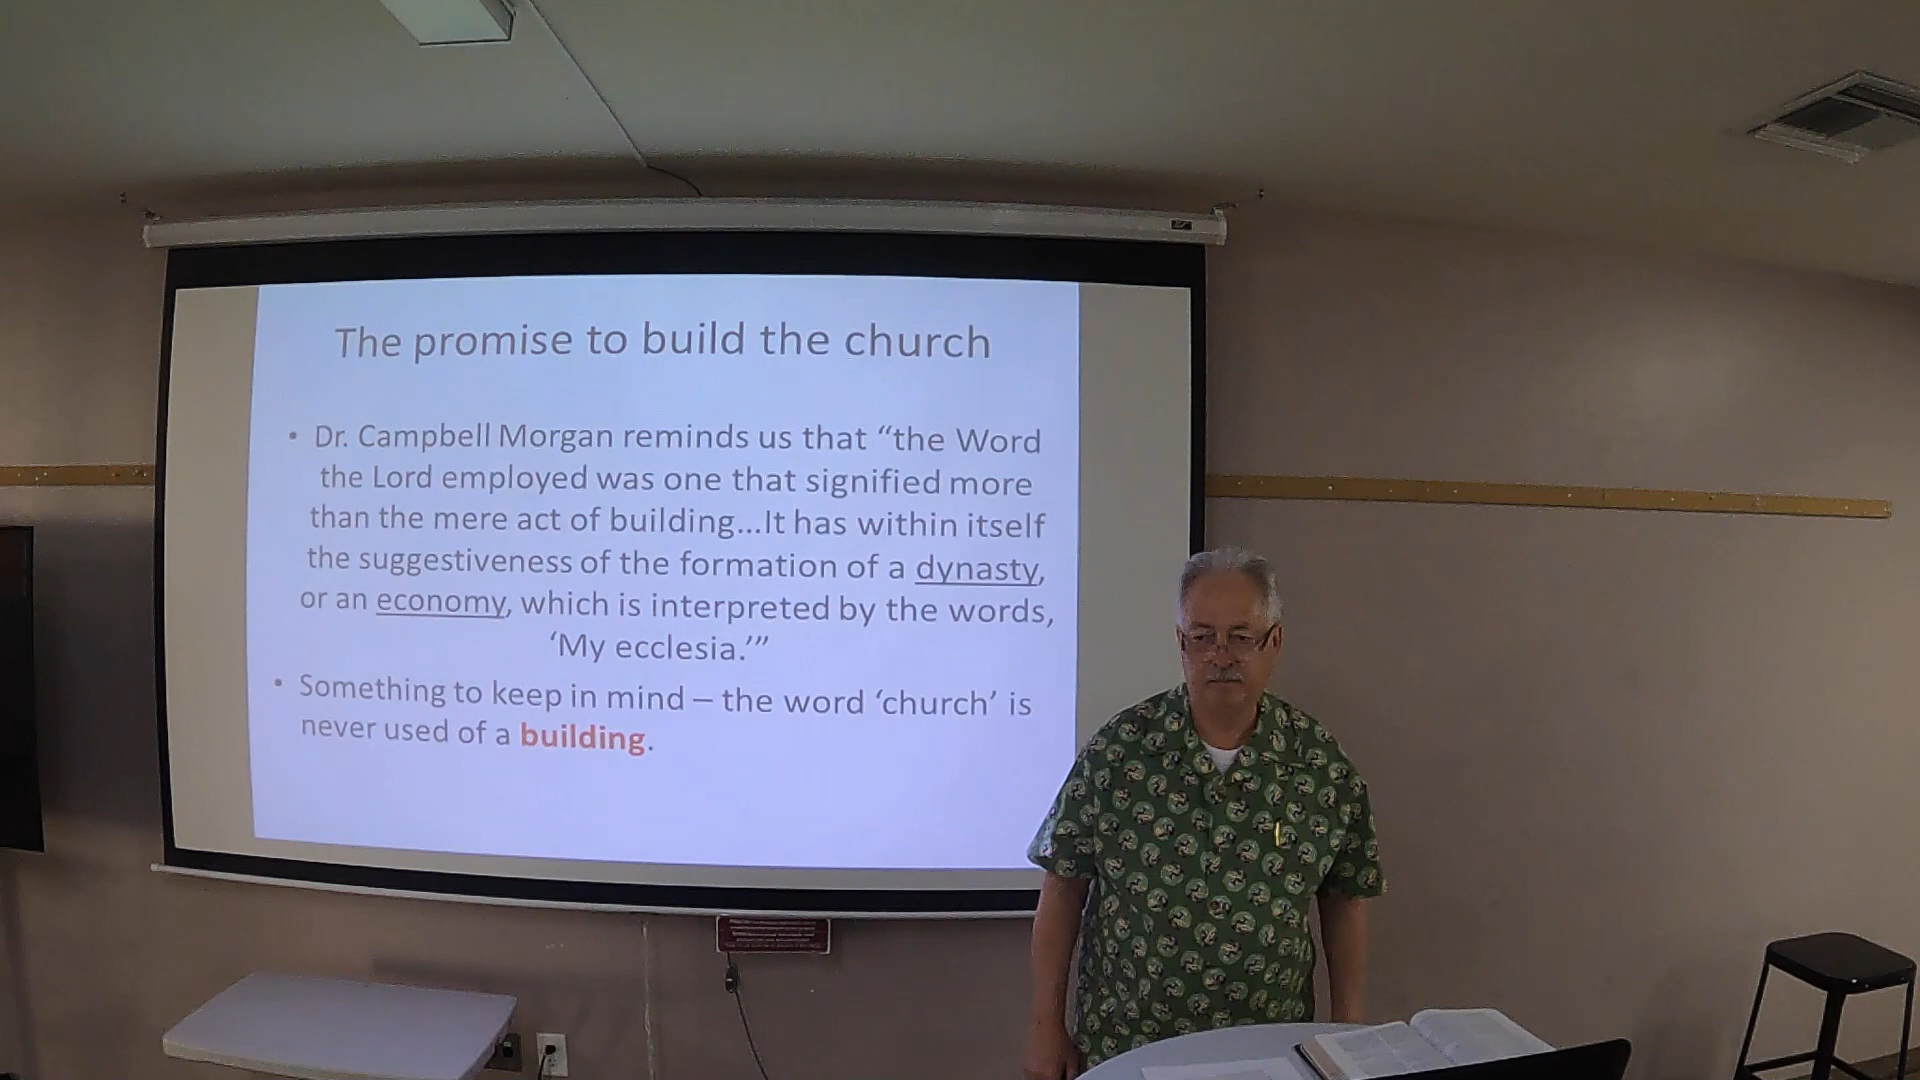 The promise to build the church
• Dr. Campbell Morgan reminds us that “the Word
the Lord employed was one that signified more
than the mere act of building...It has within itself
the suggestiveness of the formation of a dynasty,
or an economy, which is interpreted by the words,
‘My ecclesia.’”
• Something to keep in mind – the word ‘church’ is
never used of a building.